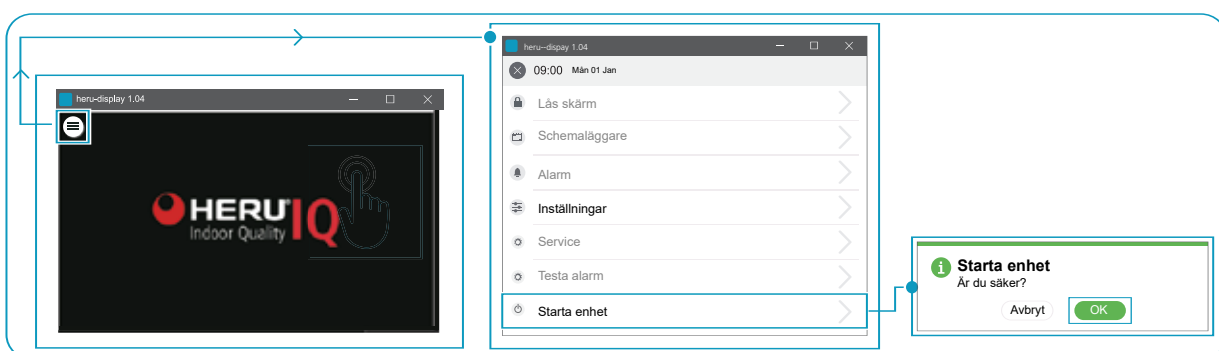 heru-display 1.04
HERU IQ
Indoor Quality
heru--dispay 1.04
09:00 Mån 01 Jan
Lås skärm
Schemaläggare
Alarm
Inställningar
Service
Testa alarm
Starta enhet
Starta enhet
Är du säker?
Avbryt OK